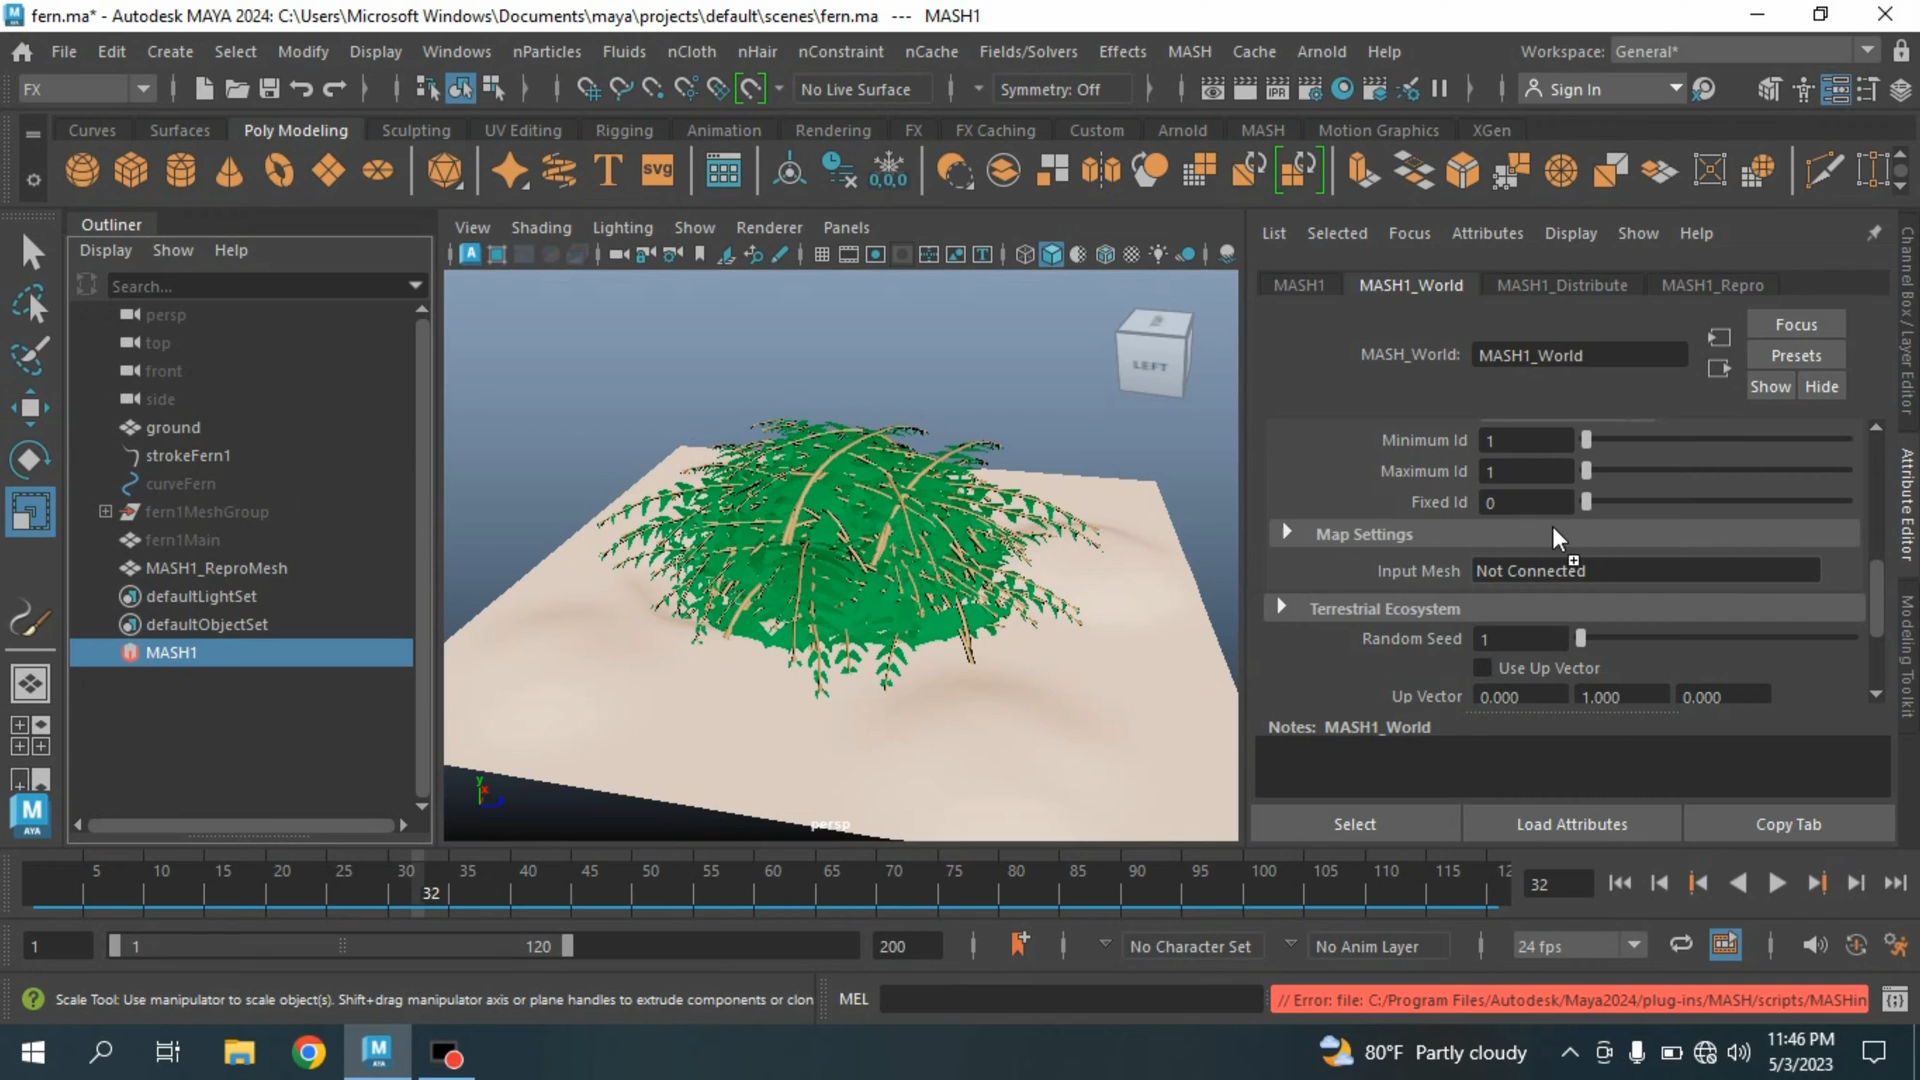 fern.ma* - Autodesk MAYA 2024: C:\Users\Microsoft Windows\Documents\maya\projects\default\scenes\fern.ma --- MASH1
File Edit Create Select Modify Display Windows nParticles Fluids nCloth nHair nConstraint nCache Fields/Solvers Effects MASH Cache Arnold Help Workspace: General*
FX No Live Surface Symmetry: Off IPR Sign In
Curves Surfaces Poly Modeling Sculpting UV Editing Rigging Animation Rendering FX FX Caching Custom Arnold MASH Motion Graphics XGen
T svg 0,0,0
Outliner
Display Show Help
Search...
persp
top
front
side
ground
strokeFern1
curveFern
fern1MeshGroup
fern1Main
MASH1_ReproMesh
defaultLightSet
defaultObjectSet
MASH1
View Shading Lighting Show Renderer Panels
LEFT
y
persp
List Selected Focus Attributes Display Show Help
MASH1 MASH1_World MASH1_Distribute MASH1_Repro
MASH_World: MASH1_World
Focus
Presets
Show Hide
Minimum Id 1
Maximum Id 1
Fixed Id 0
Map Settings
Input Mesh Not Connected
Terrestrial Ecosystem
Random Seed 1
Use Up Vector
Up Vector 0.000 1.000 0.000
Notes: MASH1_World
Select Load Attributes Copy Tab
Channel Box / Layer Editor
Attribute Editor
Modeling Toolkit
5 10 15 20 25 30 35 40 45 50 55 60 65 70 75 80 85 90 95 100 105 110 115 12
32 32
1 1 120 200 No Character Set No Anim Layer 24 fps
Scale Tool: Use manipulator to scale object(s). Shift+drag manipulator axis or plane handles to extrude components or clon MEL // Error: file: C:/Program Files/Autodesk/Maya2024/plug-ins/MASH/scripts/MASHin
M AYA
80°F Partly cloudy 11:46 PM
5/3/2023